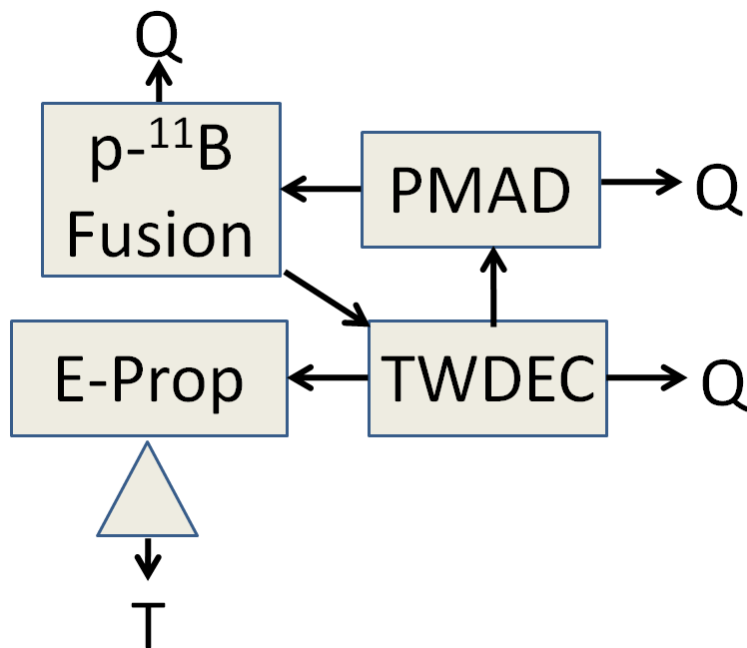 Q
p-¹¹B
Fusion
PMAD
Q
E-Prop
TWDEC
Q
T